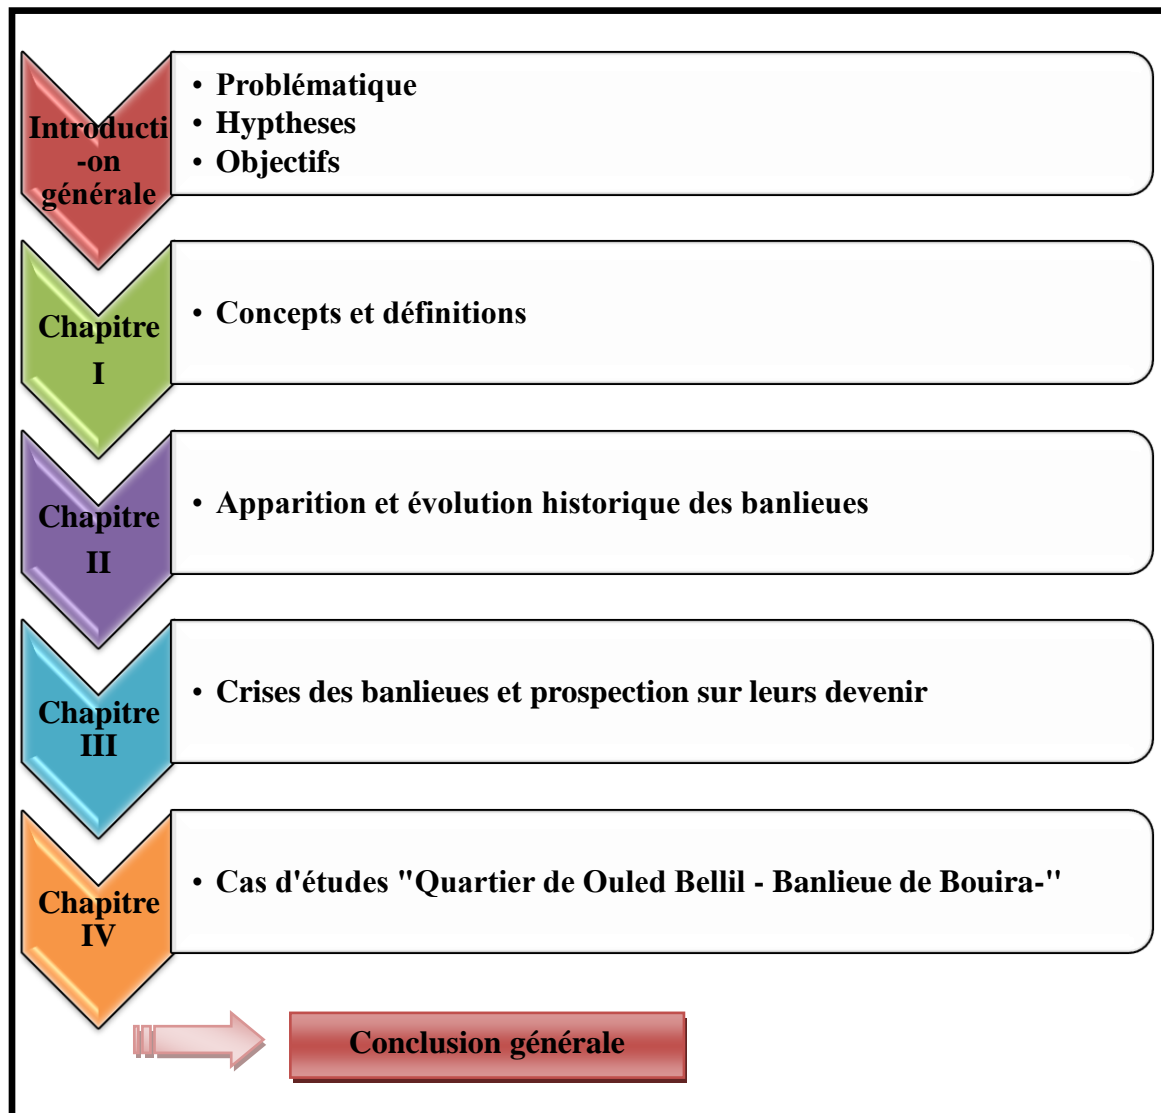 Introducti
-on
générale
• Problématique
• Hyptheses
• Objectifs
Chapitre
I
• Concepts et définitions
Chapitre
II
• Apparition et évolution historique des banlieues
Chapitre
III
• Crises des banlieues et prospection sur leurs devenir
Chapitre
IV
• Cas d'études "Quartier de Ouled Bellil - Banlieue de Bouira-"
Conclusion générale